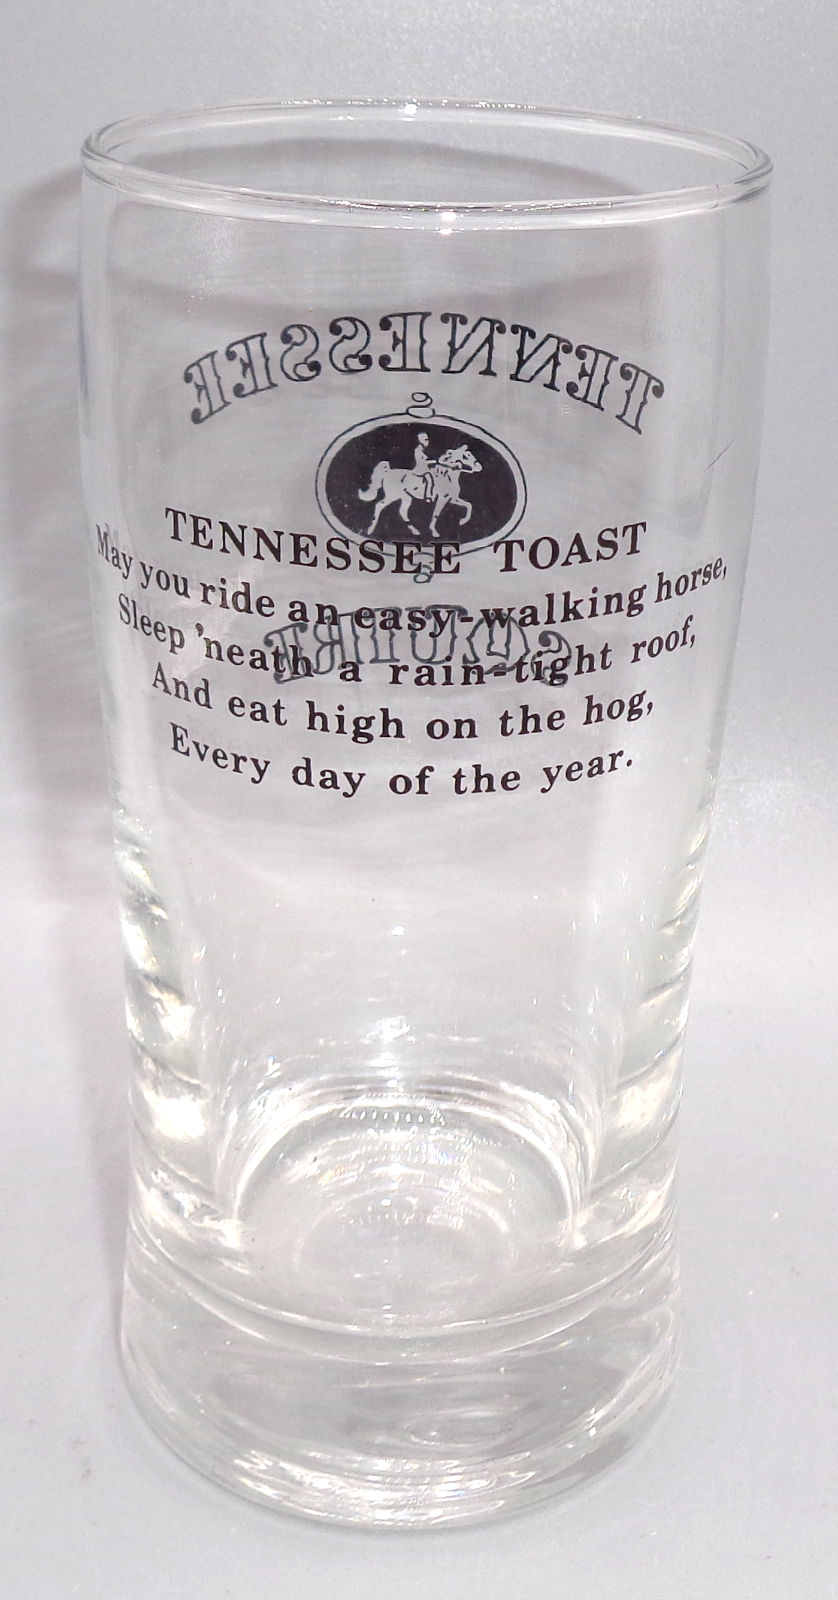 TENNESSEE
TENNESSEE TOAST
May you ride an easy-walking horse,
Sleep 'neath a rain-tight roof,
SQUIRE
And eat high on the hog,
Every day of the year.